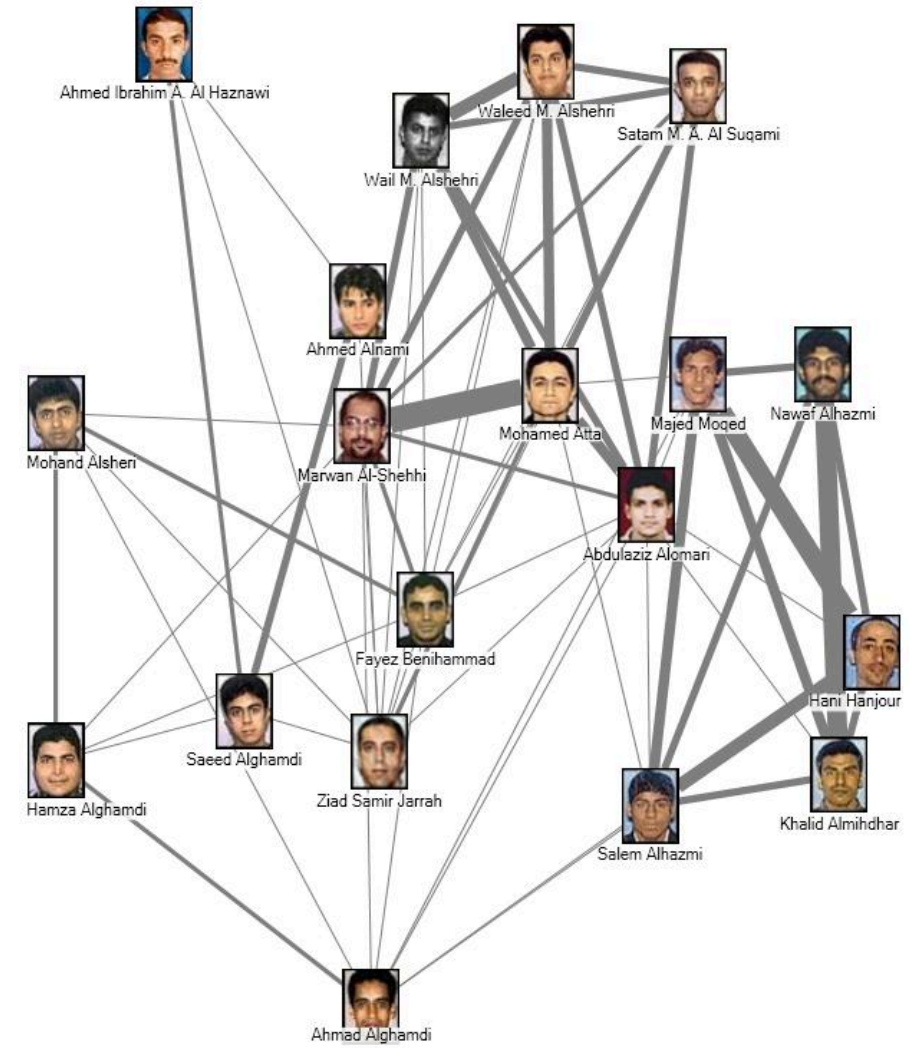 Ahmed Ibrahim A. Al Haznawi
Waleed M. Alshehri
Satam M. A. Al Suqami
Wail M. Alshehri
Ahmed Alnami
Nawaf Alhazmi
Majed Moqed
Mohamed Atta
Mohand Alsheri
Marwan Al-Shehhi
Abdulaziz Alomari
Fayez Benihammad
Hani Hanjour
Saeed Alghamdi
Ziad Samir Jarrah
Hamza Alghamdi
Khalid Almihdhar
Salem Alhazmi
Ahmad Alghamdi